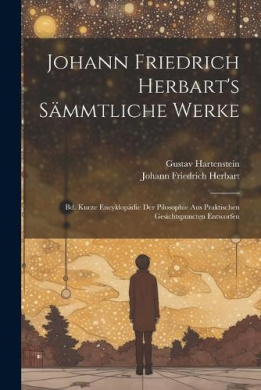 Johann Friedrich
Herbart's
Sämmtliche Werke
Gustav Hartenstein
Johann Friedrich Herbart
Bd. Kurze Encyklopädie Der Pilosophie Aus Praktischen
Gesichtspuncten Entworfen